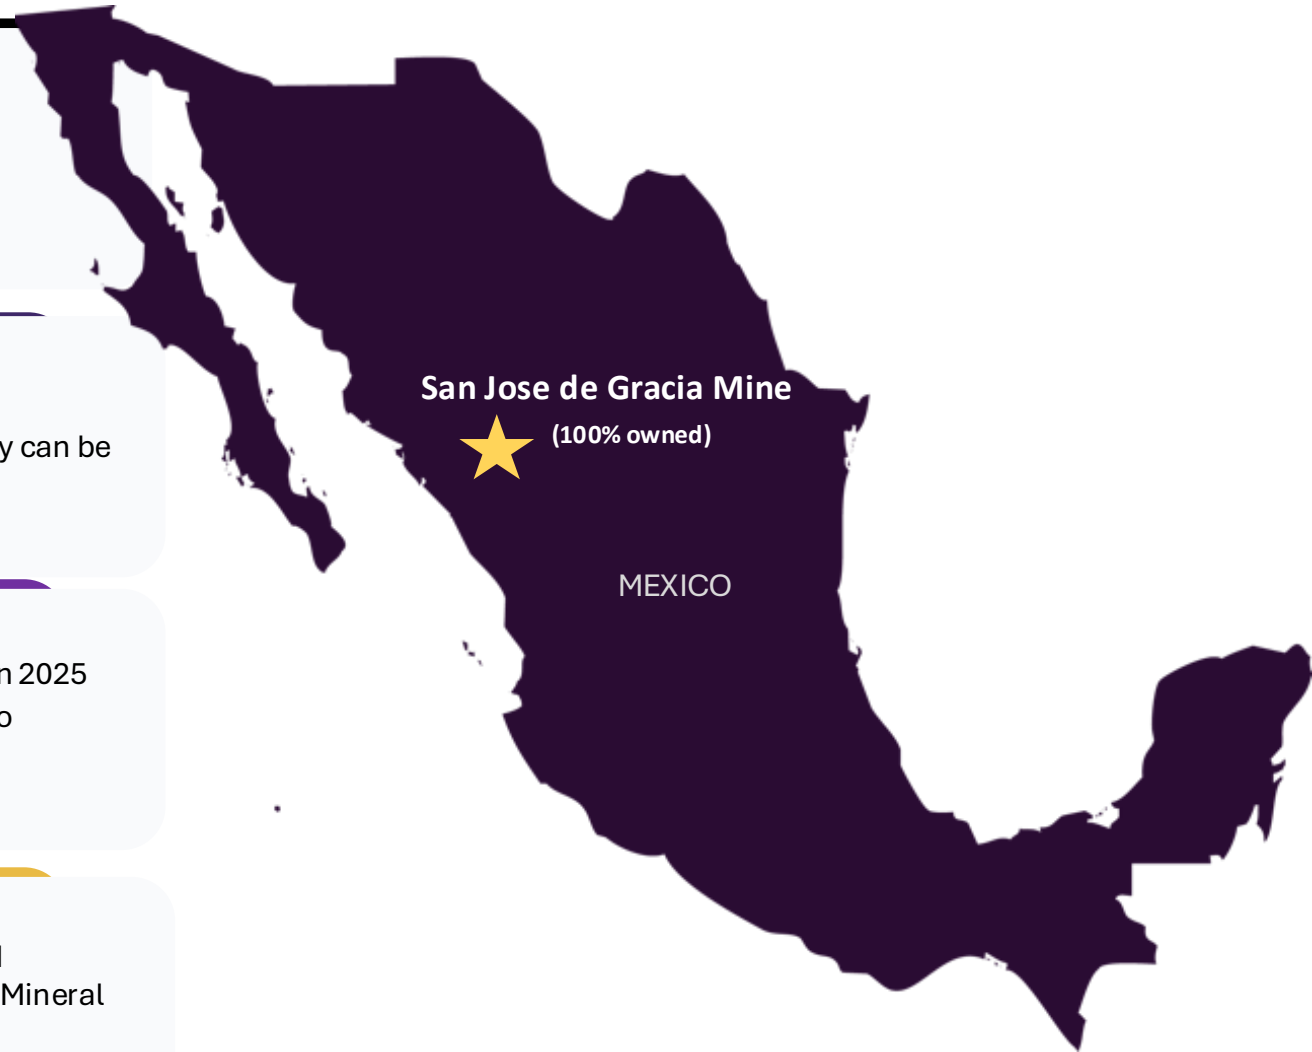 San Jose de Gracia Mine
(100% owned)
MEXICO
y can be
n 2025
o
Mineral